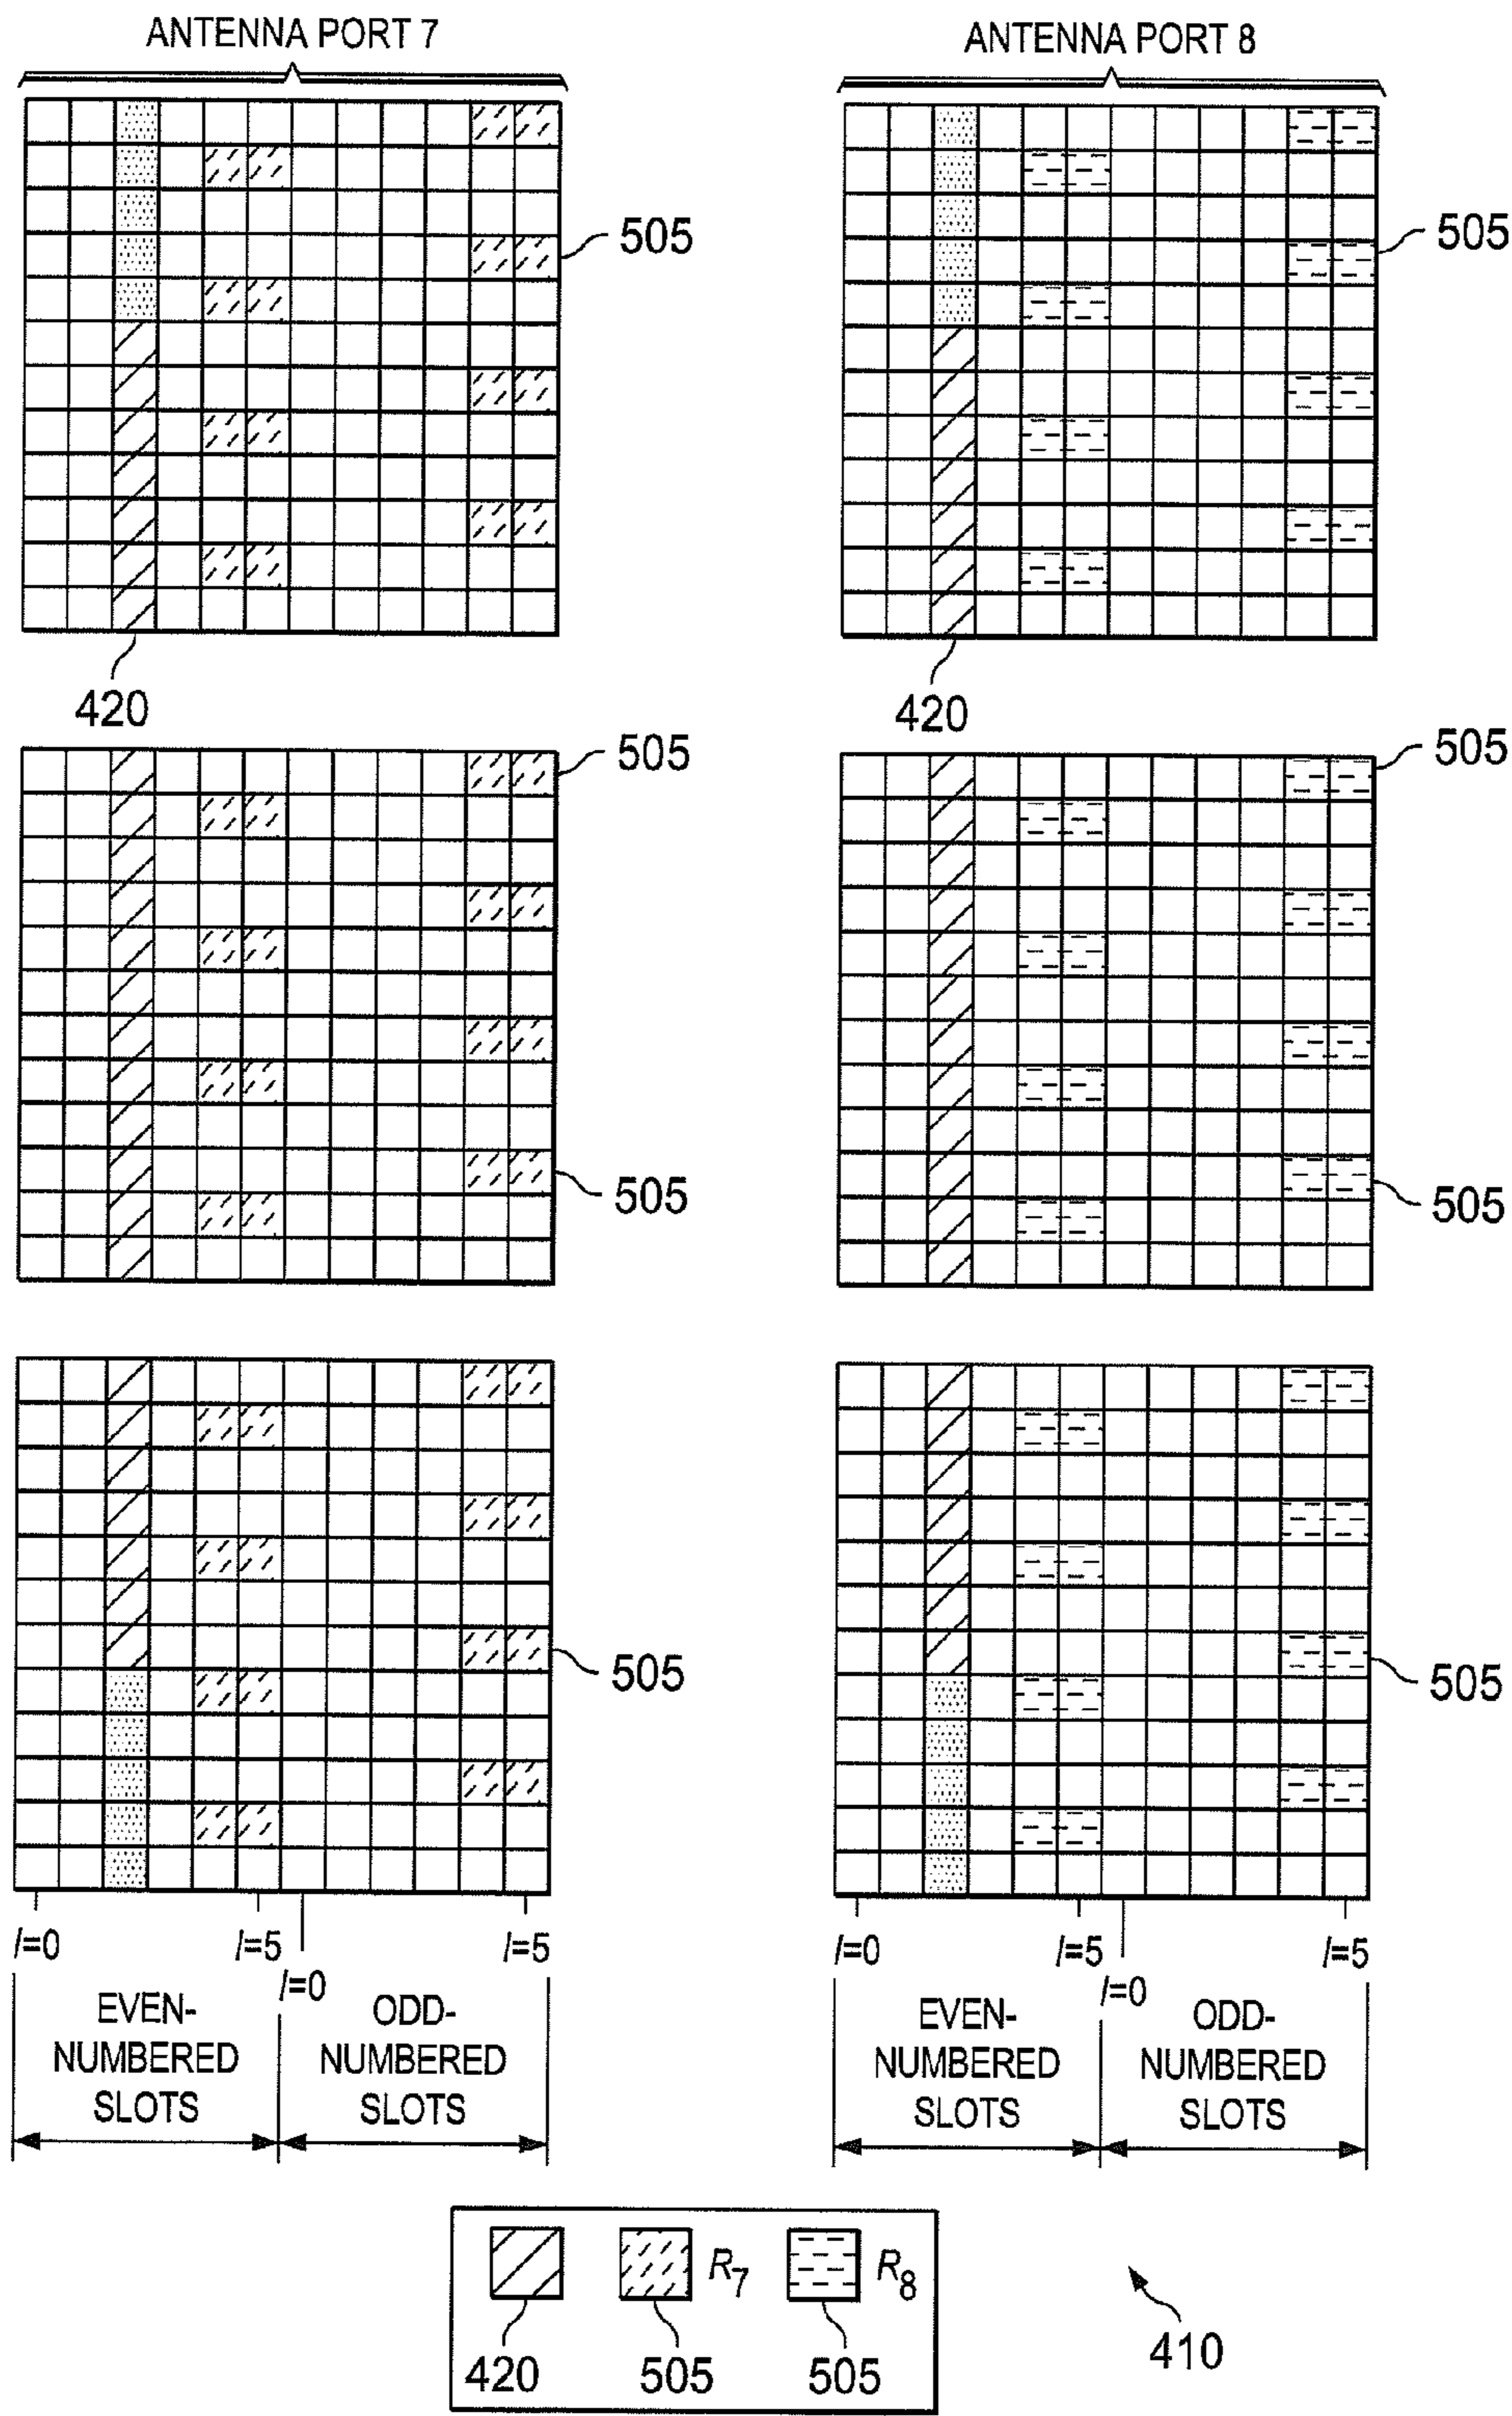 ANTENNA PORT 7
ANTENNA PORT 8
505
505
420
420
505
505
505
505
505
505
l=0
l=5
l=5
l=0
l=5
l=5
l=0
l=0
EVEN-
NUMBERED
SLOTS
ODD-
NUMBERED
SLOTS
EVEN-
NUMBERED
SLOTS
ODD-
NUMBERED
SLOTS
R7
R8
420
505
505
410